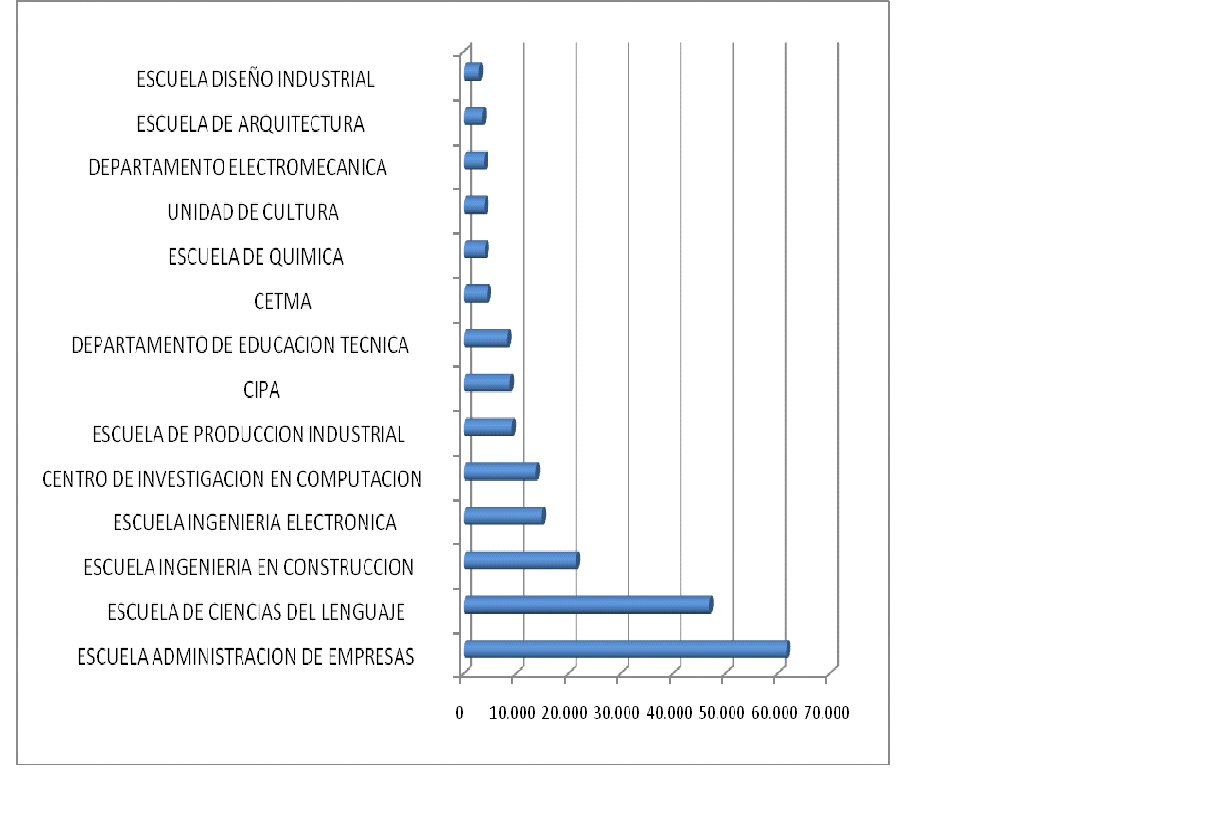 ESCUELA DISEÑO INDUSTRIAL
ESCUELA DE ARQUITECTURA
DEPARTAMENTO ELECTROMECANICA
UNIDAD DE CULTURA
ESCUELA DE QUIMICA
CETMA
DEPARTAMENTO DE EDUCACION TECNICA
CIPA
ESCUELA DE PRODUCCION INDUSTRIAL
CENTRO DE INVESTIGACION EN COMPUTACION
ESCUELA INGENIERIA ELECTRONICA
ESCUELA INGENIERIA EN CONSTRUCCION
ESCUELA DE CIENCIAS DEL LENGUAJE
ESCUELA ADMINISTRACION DE EMPRESAS
0 10.000 20.000 30.000 40.000 50.000 60.000 70.000